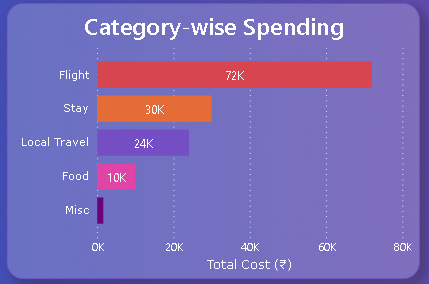 Category-wise Spending
Flight
72K
Stay
30K
Local Travel
24K
Food
10K
Misc
0K 20K 40K 60K 80K
Total Cost (₹)